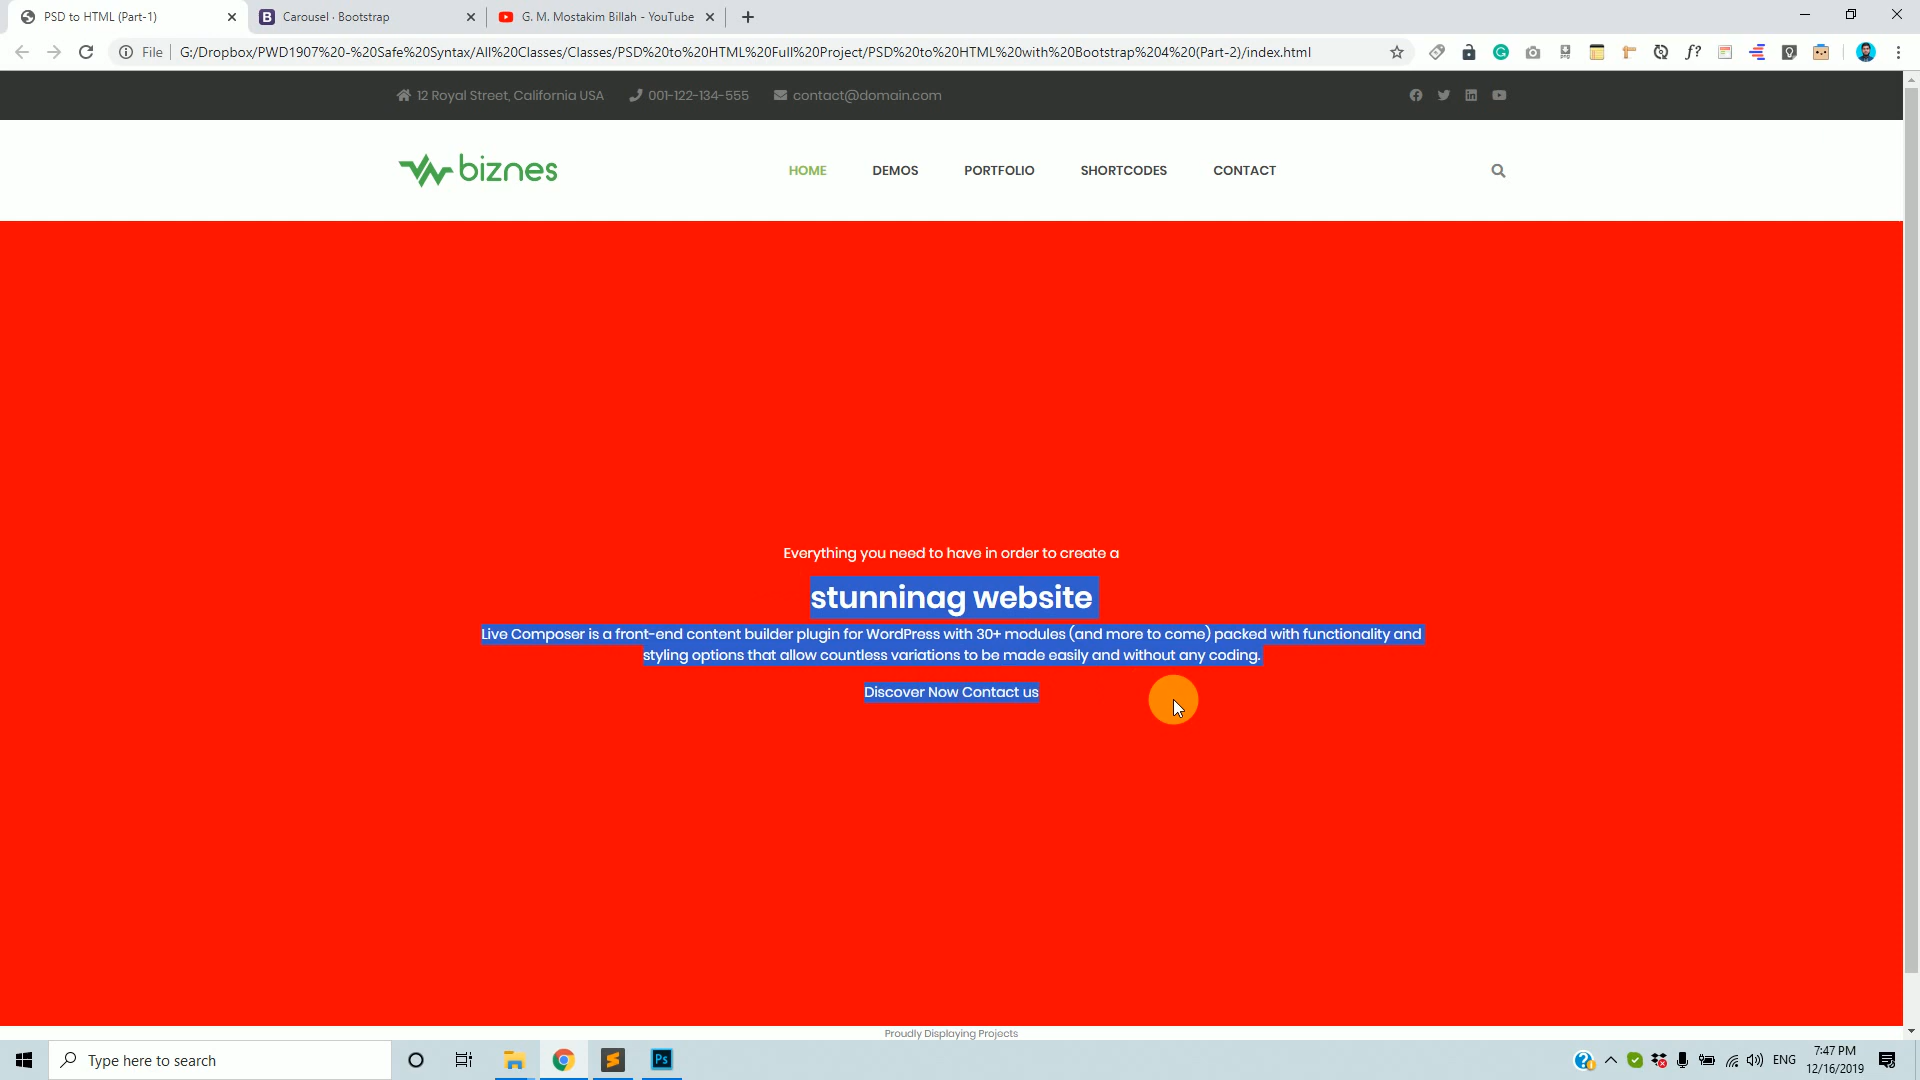 PSD to HTML (Part-1)
Carousel · Bootstrap
G. M. Mostakim Billah - YouTube
File
G:/Dropbox/PWD1907%20-%20Safe%20Syntax/All%20Classes/Classes/PSD%20to%20HTML%20Full%20Project/PSD%20to%20HTML%20with%20Bootstrap%204%20(Part-2)/index.html
12 Royal Street, California USA
001-122-134-555
contact@domain.com
biznes
HOME
DEMOS
PORTFOLIO
SHORTCODES
CONTACT
Everything you need to have in order to create a
stunninag website
Live Composer is a front-end content builder plugin for WordPress with 30+ modules (and more to come) packed with functionality and
styling options that allow countless variations to be made easily and without any coding.
Discover Now Contact us
Proudly Displaying Projects
Type here to search
Ps
ENG
7:47 PM
12/16/2019